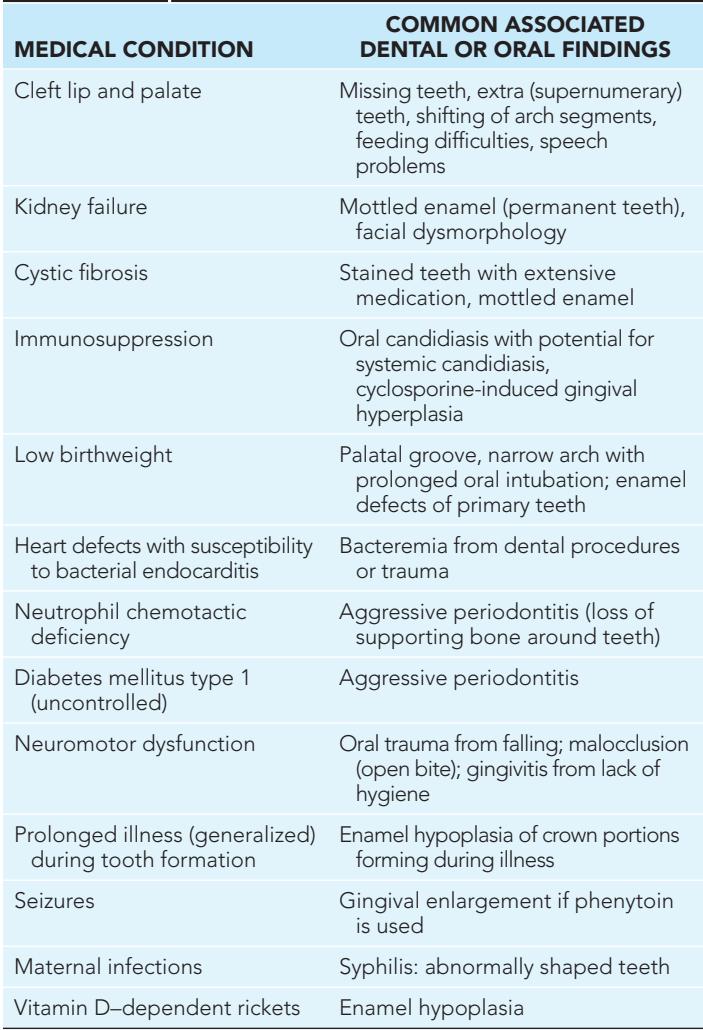 MEDICAL CONDITION
COMMON ASSOCIATED
DENTAL OR ORAL FINDINGS
Cleft lip and palate
Missing teeth, extra (supernumerary)
teeth, shifting of arch segments,
feeding difficulties, speech
problems
Kidney failure
Mottled enamel (permanent teeth),
facial dysmorphology
Cystic fibrosis
Stained teeth with extensive
medication, mottled enamel
Immunosuppression
Oral candidiasis with potential for
systemic candidiasis,
cyclosporine-induced gingival
hyperplasia
Low birthweight
Palatal groove, narrow arch with
prolonged oral intubation; enamel
defects of primary teeth
Heart defects with susceptibility
to bacterial endocarditis
Bacteremia from dental procedures
or trauma
Neutrophil chemotactic
deficiency
Aggressive periodontitis (loss of
supporting bone around teeth)
Diabetes mellitus type 1
(uncontrolled)
Aggressive periodontitis
Neuromotor dysfunction
Oral trauma from falling; malocclusion
(open bite); gingivitis from lack of
hygiene
Prolonged illness (generalized)
during tooth formation
Enamel hypoplasia of crown portions
forming during illness
Seizures
Gingival enlargement if phenytoin
is used
Maternal infections
Syphilis: abnormally shaped teeth
Vitamin D–dependent rickets
Enamel hypoplasia